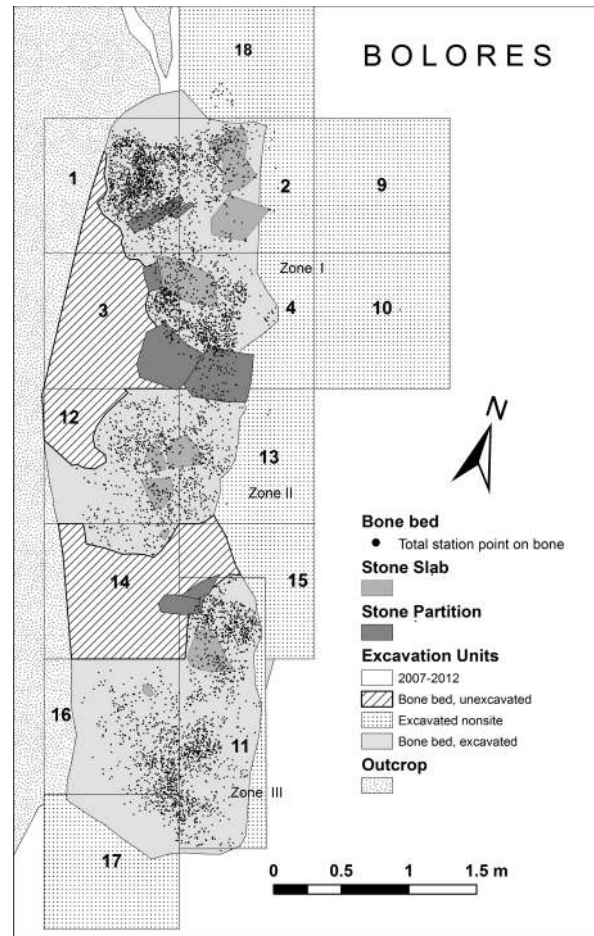 18
BOLORES
1
2
9
Zone I
3
4
10
12
N
13
Zone II
Bone bed
Total station point on bone
Stone Slab
14
15
Stone Partition
Excavation Units
2007-2012
Bone bed, unexcavated
16
Excavated nonsite
11
Bone bed, excavated
Outcrop
Zone III
17
0 0.5 1 1.5 m